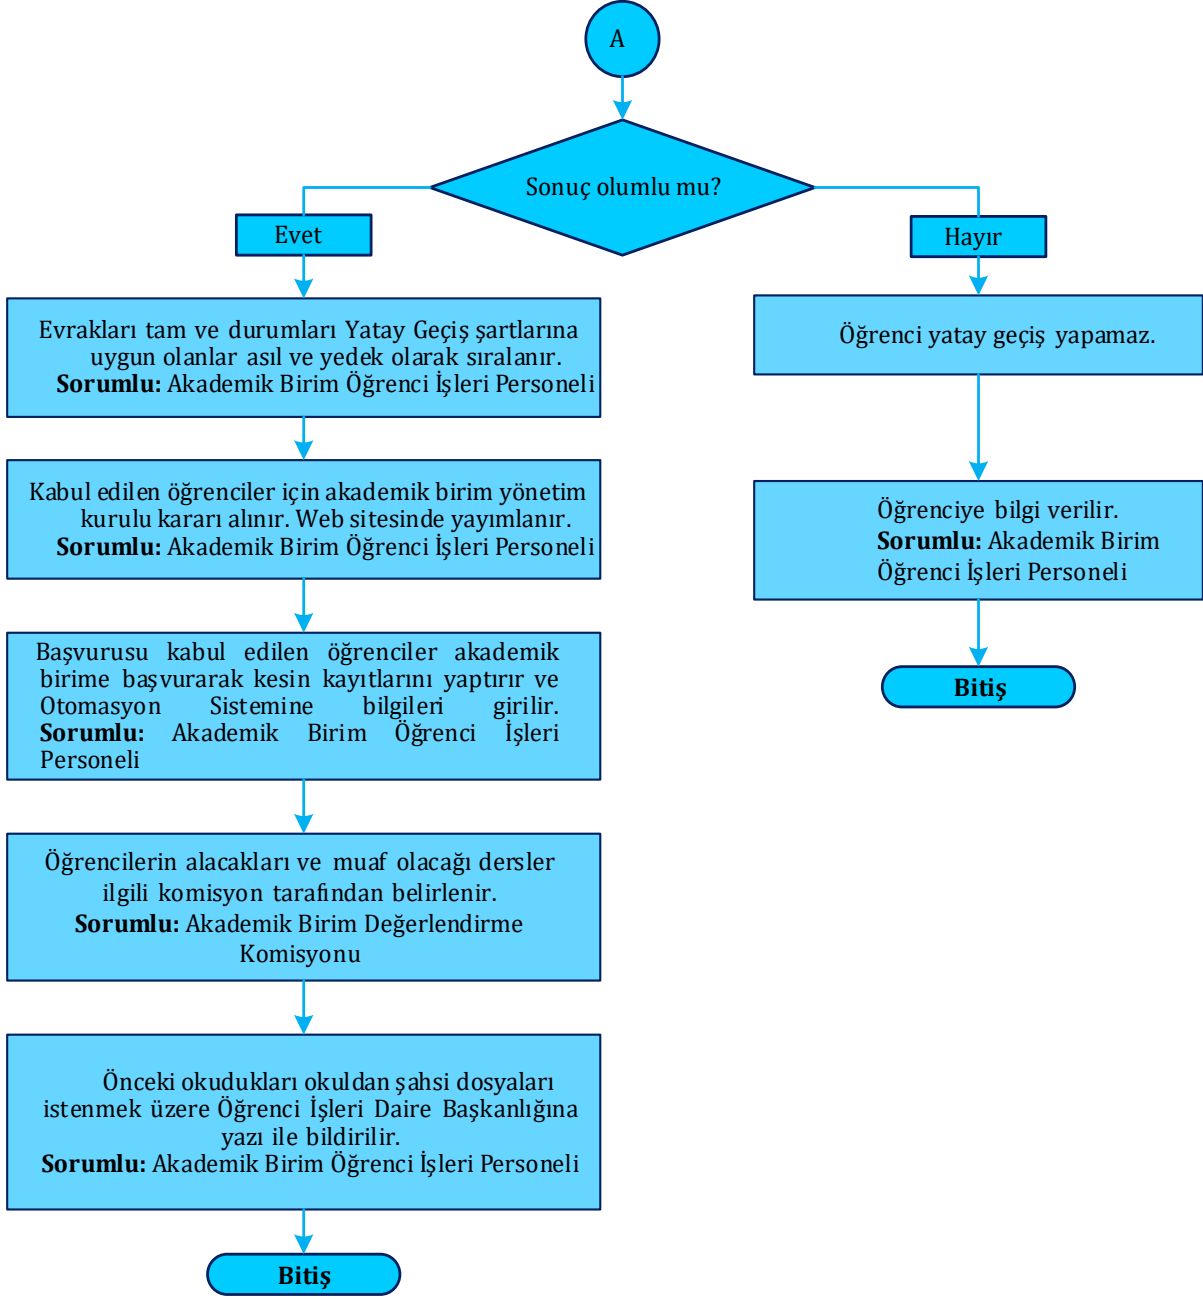 A
Sonuç olumlu mu?
Evet
Evrakları tam ve durumları Yatay Geçiş şartlarına
uygun olanlar asıl ve yedek olarak sıralanır.
Sorumlu: Akademik Birim Öğrenci İşleri Personeli
Kabul edilen öğrenciler için akademik birim yönetim
kurulu kararı alınır. Web sitesinde yayımlanır.
Sorumlu: Akademik Birim Öğrenci İşleri Personeli
Başvurusu kabul edilen öğrenciler akademik
birime başvurarak kesin kayıtlarını yaptırır ve
Otomasyon Sistemine bilgileri girilir.
Sorumlu: Akademik Birim Öğrenci İşleri
Personeli
Öğrencilerin alacakları ve muaf olacağı dersler
ilgili komisyon tarafından belirlenir.
Sorumlu: Akademik Birim Değerlendirme
Komisyonu
Önceki okudukları okuldan şahsi dosyaları
istenmek üzere Öğrenci İşleri Daire Başkanlığına
yazı ile bildirilir.
Sorumlu: Akademik Birim Öğrenci İşleri Personeli
Bitiş
Hayır
Öğrenci yatay geçiş yapamaz.
Öğrenciye bilgi verilir.
Sorumlu: Akademik Birim
Öğrenci İşleri Personeli
Bitiş